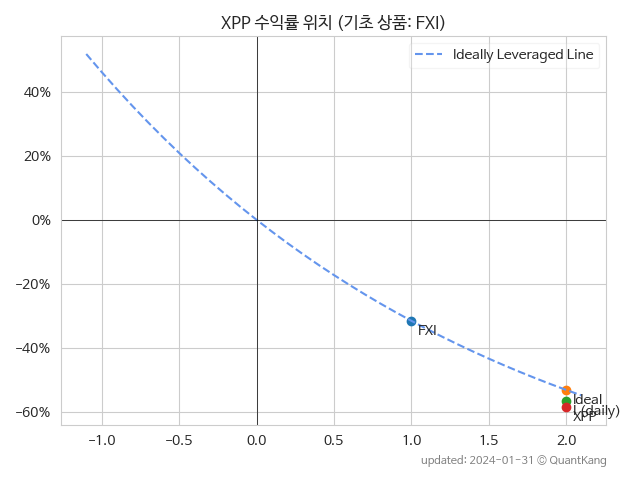 XPP 수익률 위치 (기초 상품: FXI)
Ideally Leveraged Line
40%
20%
0%
−20%
−40%
−60%
FXI
Ideal
(daily)
XPP
−1.0
−0.5
0.0
0.5
1.0
1.5
2.0
updated: 2024-01-31 © QuantKang